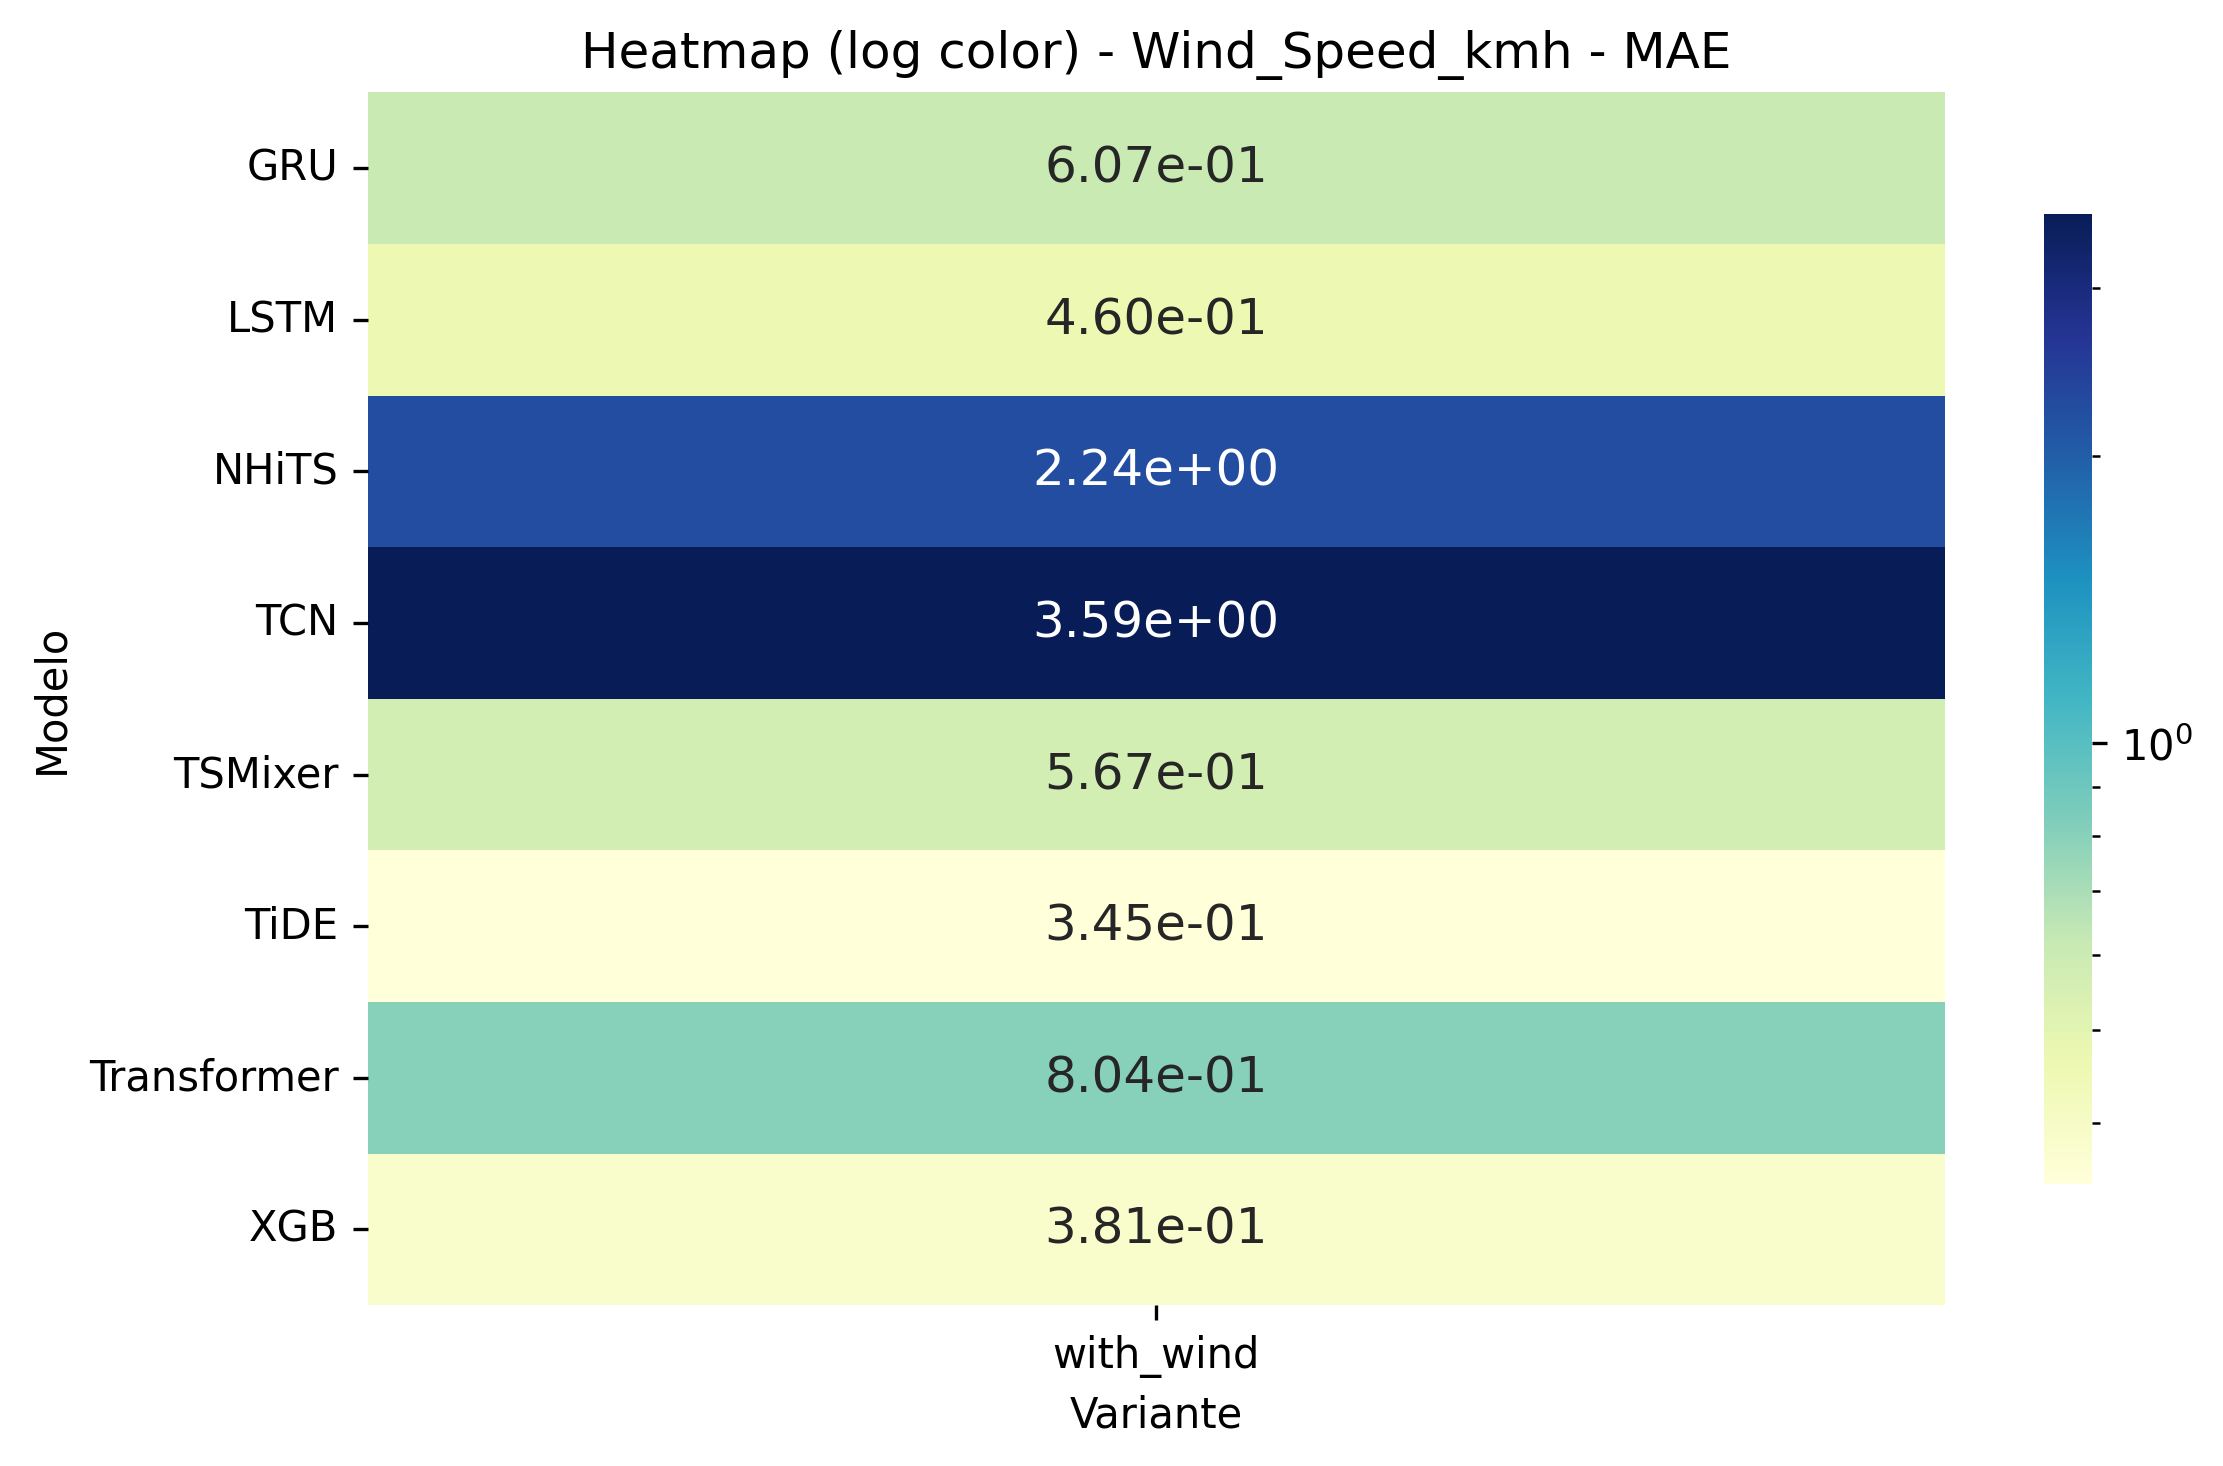 Heatmap (log color) - Wind_Speed_kmh - MAE
Modelo
GRU 6.07e-01
LSTM 4.60e-01
NHiTS 2.24e+00
TCN 3.59e+00
TSMixer 5.67e-01
TiDE 3.45e-01
Transformer 8.04e-01
XGB 3.81e-01
with_wind
Variante
10⁰